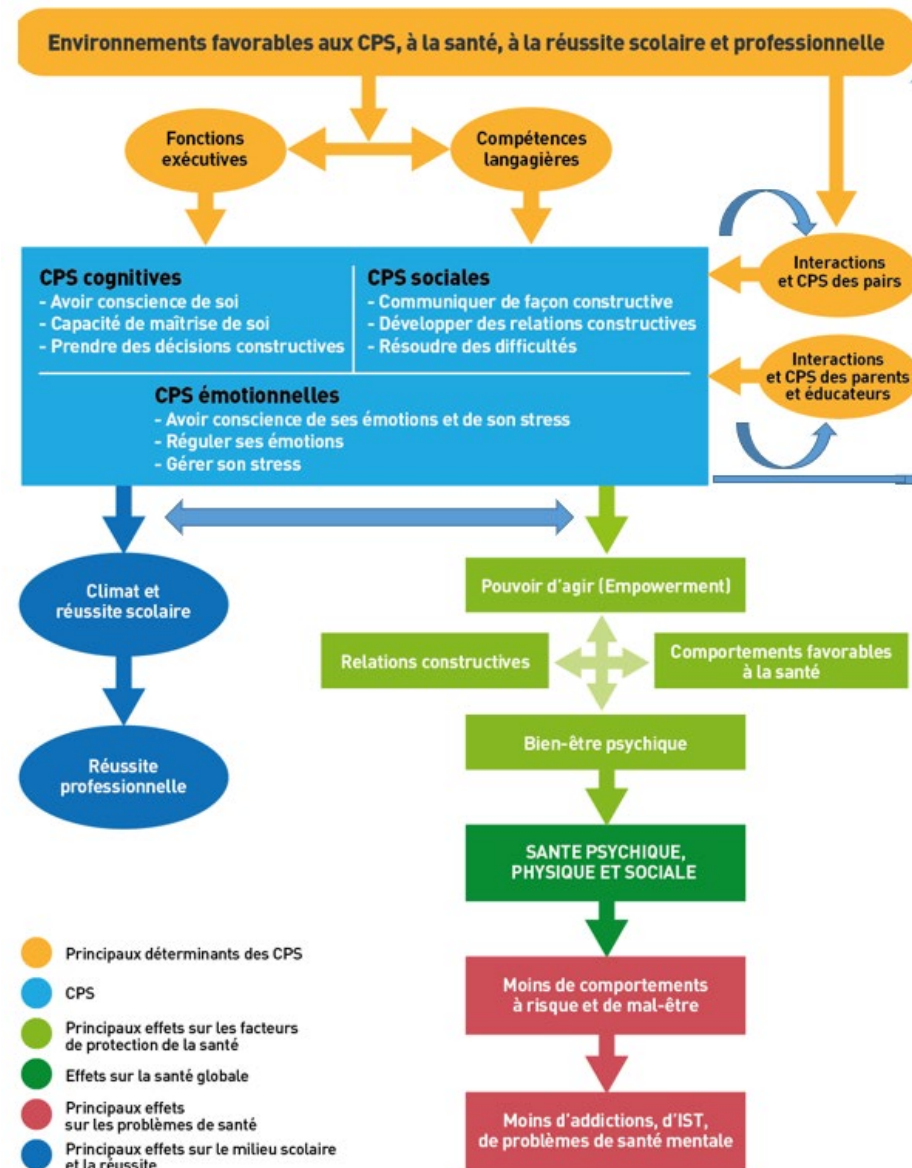 Environnements favorables aux CPS, à la santé, à la réussite scolaire et professionnelle
Fonctions
exécutives
Compétences
langagières
CPS cognitives
- Avoir conscience de soi
- Capacité de maîtrise de soi
- Prendre des décisions constructives
CPS sociales
- Communiquer de façon constructive
- Développer des relations constructives
- Résoudre des difficultés
Interactions
et CPS des pairs
Interactions
et CPS des parents
et éducateurs
CPS émotionnelles
- Avoir conscience de ses émotions et de son stress
- Réguler ses émotions
- Gérer son stress
Climat et
réussite scolaire
Réussite
professionnelle
Pouvoir d'agir (Empowerment)
Relations constructives
Comportements favorables
à la santé
Bien-être psychique
SANTE PSYCHIQUE,
PHYSIQUE ET SOCIALE
Moins de comportements
à risque et de mal-être
Moins d'addictions, d'IST,
de problèmes de santé mentale
Principaux déterminants des CPS
CPS
Principaux effets sur les facteurs
de protection de la santé
Effets sur la santé globale
Principaux effets
sur les problèmes de santé
Principaux effets sur le milieu scolaire
et la réussite